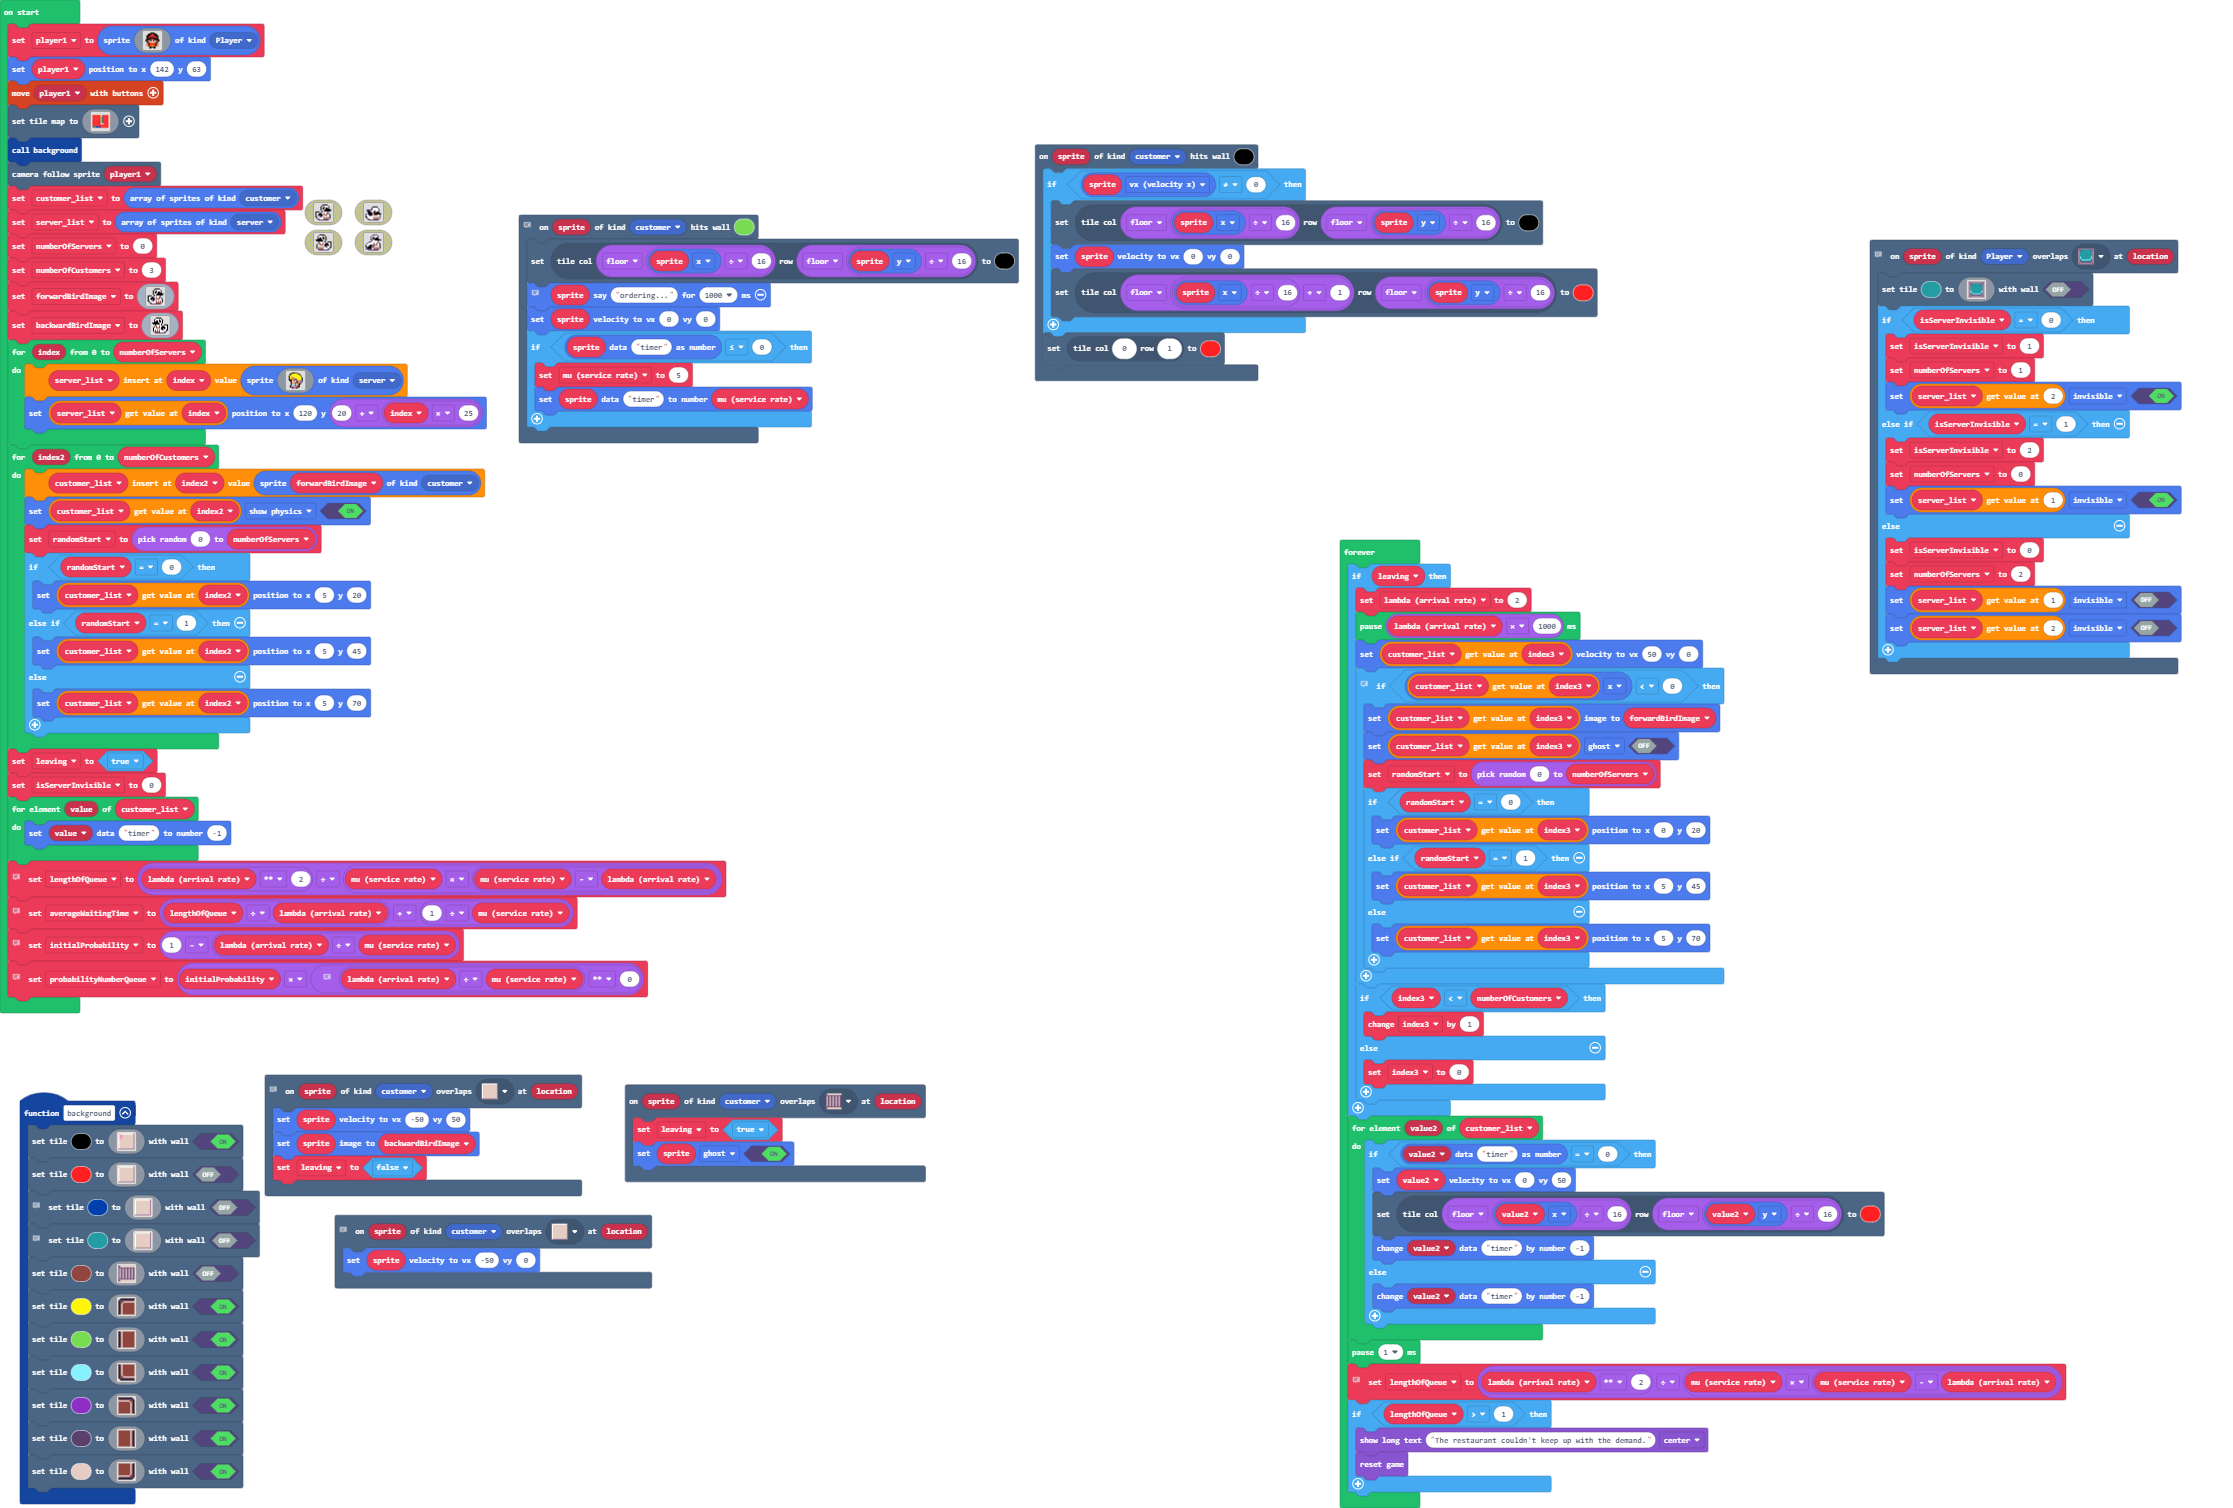 on start
set player1 to sprite of kind Player
set player1 position to x 142 y 63
move player1 with buttons
set tile map to
call background
camera follow sprite player1
set customer_list to array of sprites of kind customer
set server_list to array of sprites of kind server
set numberOfServers to 0
set numberOfCustomers to 3
set forwardBirdImage to
set backwardBirdImage to
for index from 0 to numberOfServers
do server_list insert at index value sprite of kind server
set server_list get value at index position to x 120 y 20 + index × 25
for index2 from 0 to numberOfCustomers
do customer_list insert at index2 value sprite forwardBirdImage of kind customer
set customer_list get value at index2 show physics ON
set randomStart to pick random 0 to numberOfServers
if randomStart = 0 then
set customer_list get value at index2 position to x 5 y 20
else if randomStart = 1 then
set customer_list get value at index2 position to x 5 y 45
else
set customer_list get value at index2 position to x 5 y 70
set leaving to true
set isServerInvisible to 0
for element value of customer_list
do set value data "timer" to number -1
set lengthOfQueue to lambda (arrival rate) ** 2 ÷ mu (service rate) × mu (service rate) - lambda (arrival rate)
set averageWaitingTime to lengthOfQueue ÷ lambda (arrival rate) + 1 ÷ mu (service rate)
set initialProbability to 1 - lambda (arrival rate) ÷ mu (service rate)
set probabilityNumberQueue to initialProbability × lambda (arrival rate) ÷ mu (service rate) ** 0
on sprite of kind customer hits wall
set tile col floor sprite x ÷ 16 row floor sprite y ÷ 16 to
sprite say "ordering..." for 1000 ms
set sprite velocity to vx 0 vy 0
if sprite data "timer" as number ≤ 0 then
set mu (service rate) to 5
set sprite data "timer" to number mu (service rate)
on sprite of kind customer hits wall
if sprite vx (velocity x) ≠ 0 then
set tile col floor sprite x ÷ 16 row floor sprite y ÷ 16 to
set sprite velocity to vx 0 vy 0
set tile col floor sprite x ÷ 16 + 1 row floor sprite y ÷ 16 to
set tile col 0 row 1 to
on sprite of kind Player overlaps at location
set tile to with wall OFF
if isServerInvisible = 0 then
set isServerInvisible to 1
set numberOfServers to 1
set server_list get value at 2 invisible ON
else if isServerInvisible = 1 then
set isServerInvisible to 2
set numberOfServers to 0
set server_list get value at 1 invisible ON
else
set isServerInvisible to 0
set numberOfServers to 2
set server_list get value at 1 invisible OFF
set server_list get value at 2 invisible OFF
forever
if leaving then
set lambda (arrival rate) to 2
pause lambda (arrival rate) × 1000 ms
set customer_list get value at index3 velocity to vx 50 vy 0
if customer_list get value at index3 x < 0 then
set customer_list get value at index3 image to forwardBirdImage
set customer_list get value at index3 ghost OFF
set randomStart to pick random 0 to numberOfServers
if randomStart = 0 then
set customer_list get value at index3 position to x 0 y 20
else if randomStart = 1 then
set customer_list get value at index3 position to x 5 y 45
else
set customer_list get value at index3 position to x 5 y 70
if index3 < numberOfCustomers then
change index3 by 1
else
set index3 to 0
for element value2 of customer_list
do if value2 data "timer" as number = 0 then
set value2 velocity to vx 0 vy 50
set tile col floor value2 x ÷ 16 row floor value2 y ÷ 16 to
change value2 data "timer" by number -1
else
change value2 data "timer" by number -1
pause 1 ms
set lengthOfQueue to lambda (arrival rate) ** 2 ÷ mu (service rate) × mu (service rate) - lambda (arrival rate)
if lengthOfQueue > 1 then
show long text "The restaurant couldn't keep up with the demand." center
reset game
function background
set tile to with wall ON
set tile to with wall OFF
set tile to with wall OFF
set tile to with wall OFF
set tile to with wall OFF
set tile to with wall ON
set tile to with wall ON
set tile to with wall ON
set tile to with wall ON
set tile to with wall ON
set tile to with wall ON
on sprite of kind customer overlaps at location
set sprite velocity to vx -50 vy 50
set sprite image to backwardBirdImage
set leaving to false
on sprite of kind customer overlaps at location
set leaving to true
set sprite ghost ON
on sprite of kind customer overlaps at location
set sprite velocity to vx -50 vy 0